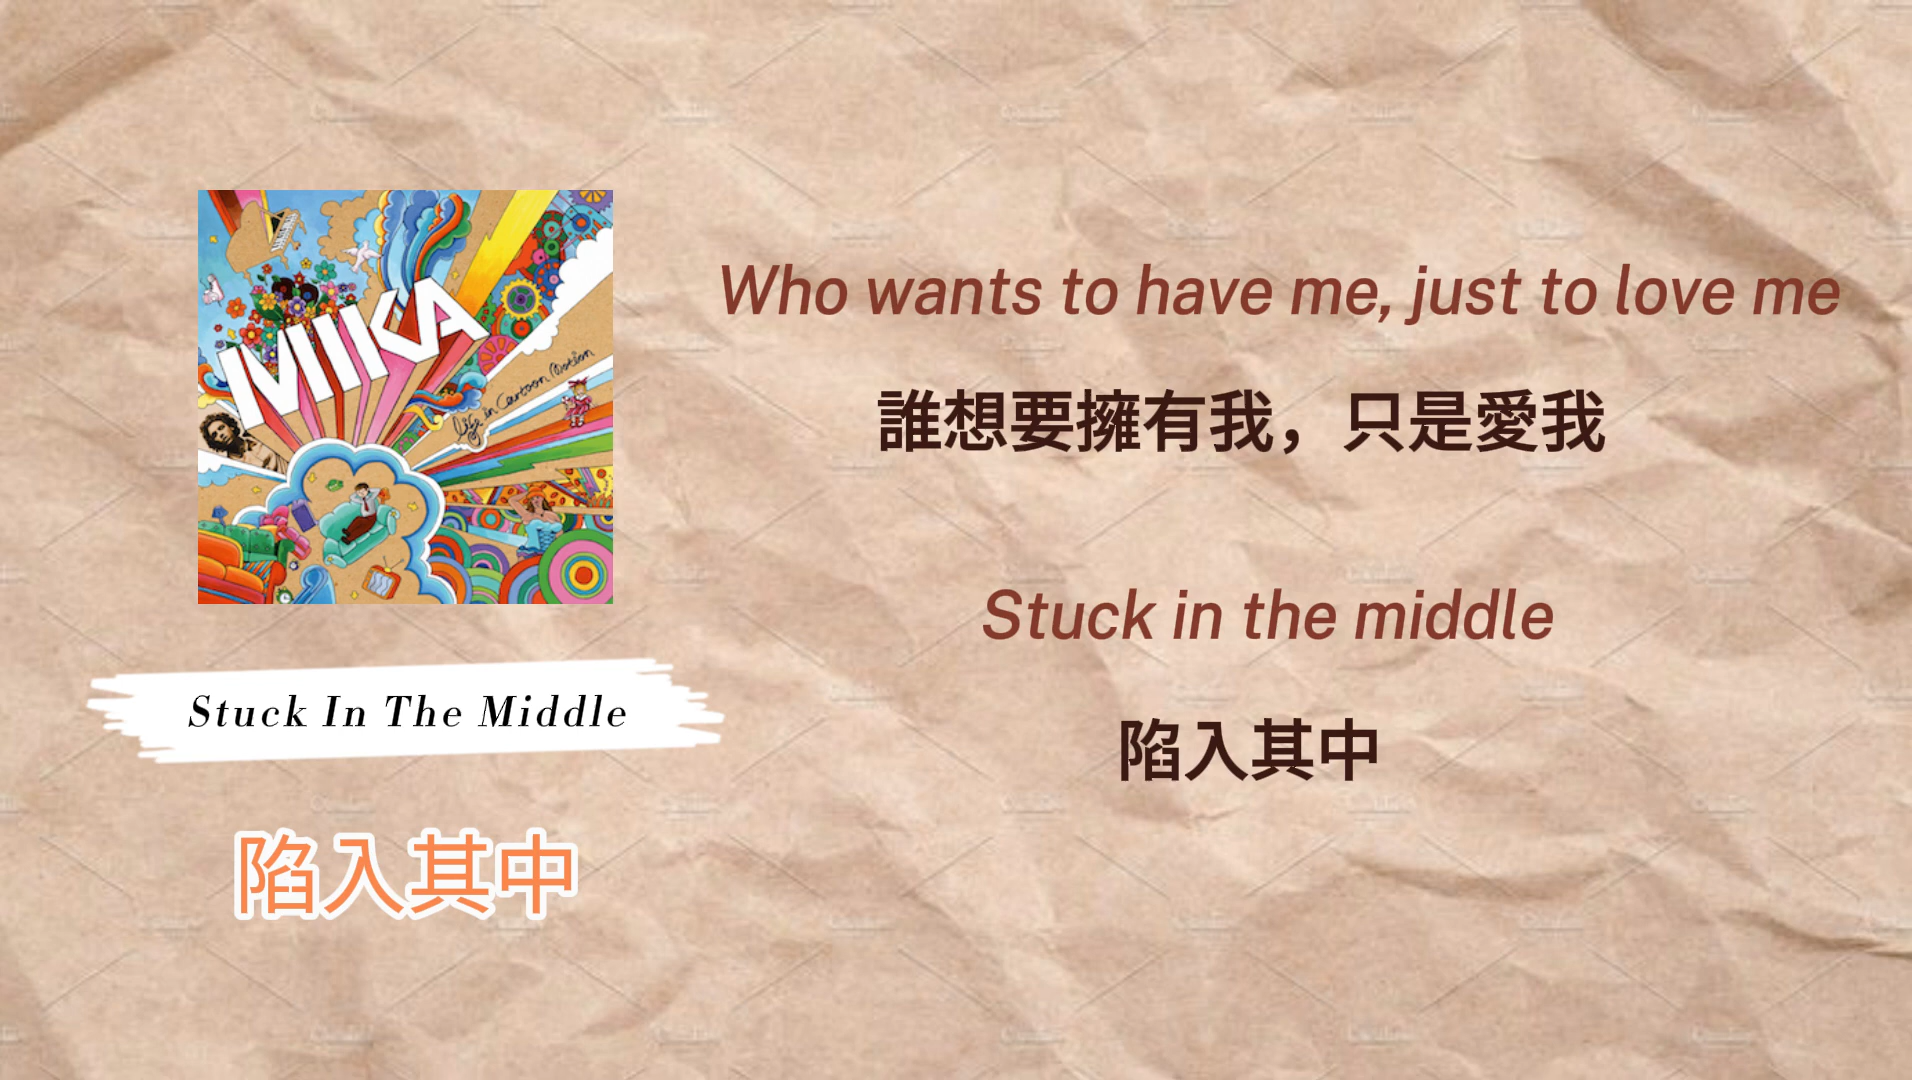 MIKA
life in Cartoon Motion
Stuck In The Middle
陷入其中
Who wants to have me, just to love me
誰想要擁有我，只是愛我
Stuck in the middle
陷入其中